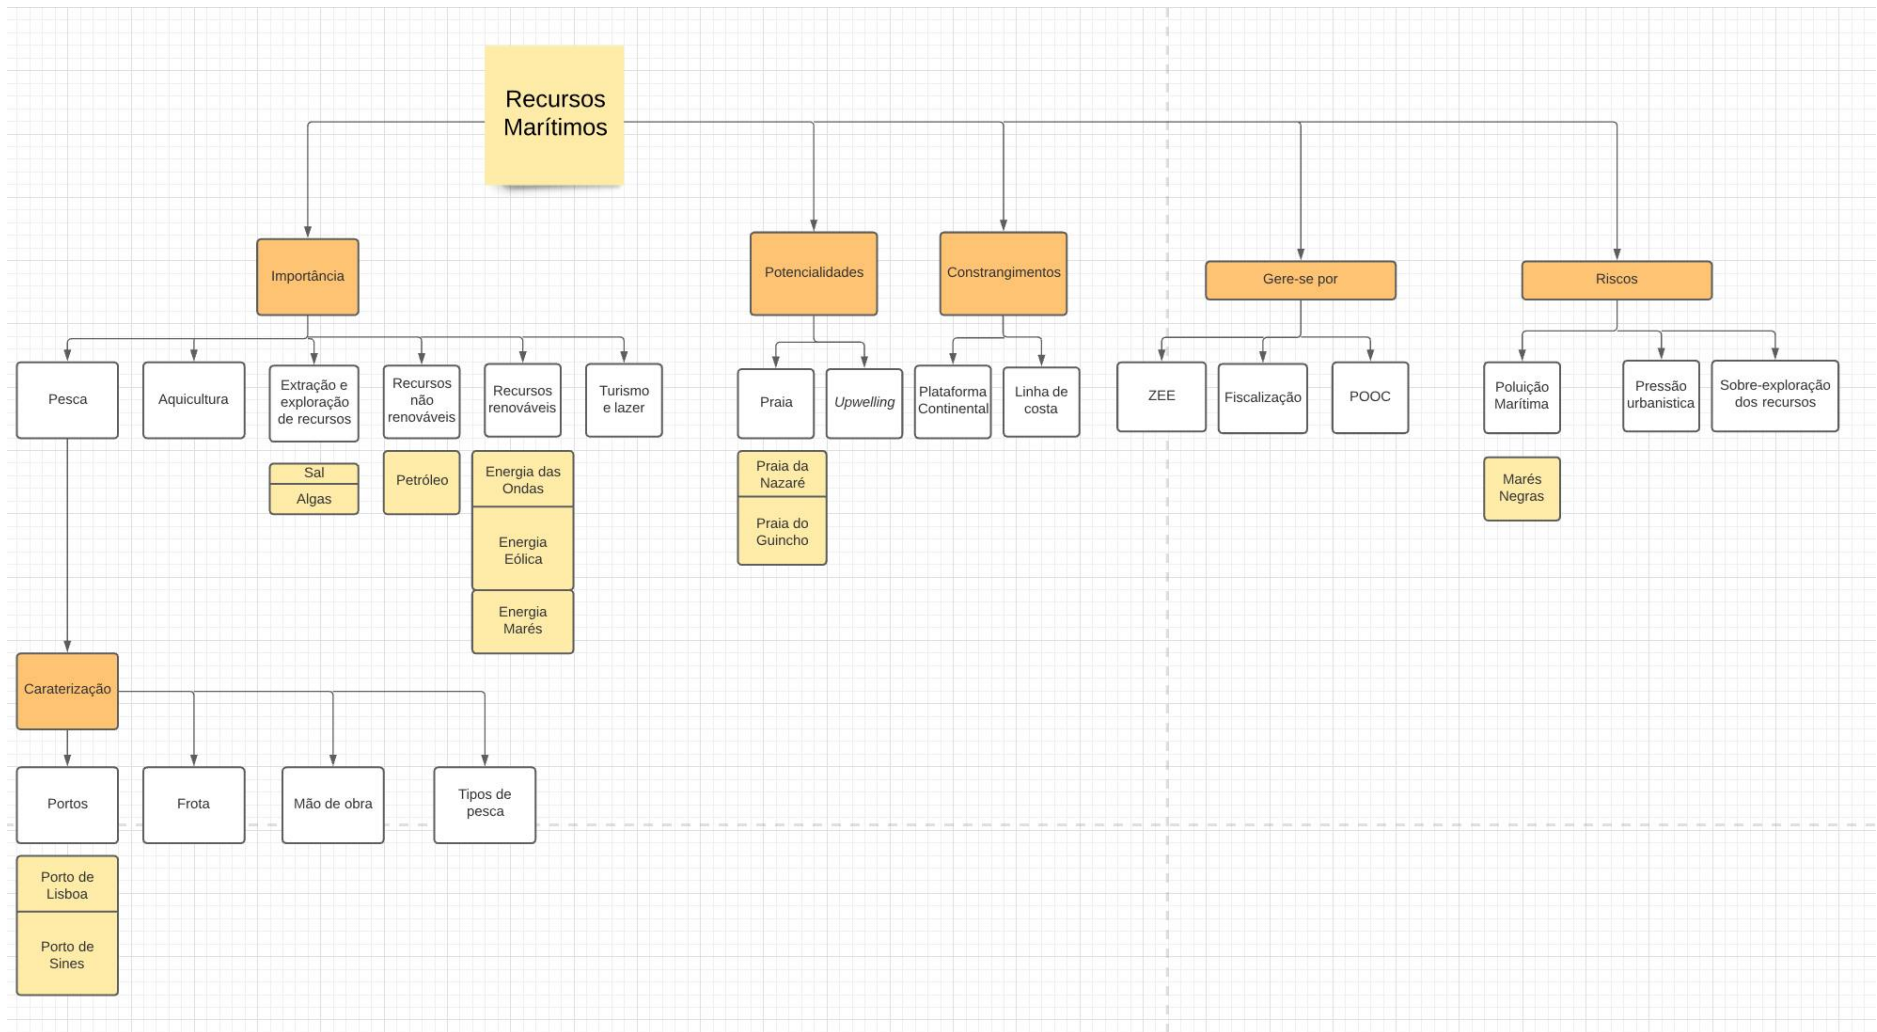 Recursos
Marítimos
Importância
Potencialidades
Constrangimentos
Gere-se por
Riscos
Pesca
Aquicultura
Extração e
exploração
de recursos
Recursos
não
renováveis
Recursos
renováveis
Turismo
e lazer
Praia
Upwelling
Plataforma
Continental
Linha de
costa
ZEE
Fiscalização
POOC
Poluição
Marítima
Pressão
urbanistica
Sobre-exploração
dos recursos
Sal
Algas
Petróleo
Energia das
Ondas
Energia
Eólica
Energia
Marés
Praia da
Nazaré
Praia do
Guincho
Marés
Negras
Caraterização
Portos
Frota
Mão de obra
Tipos de
pesca
Porto de
Lisboa
Porto de
Sines